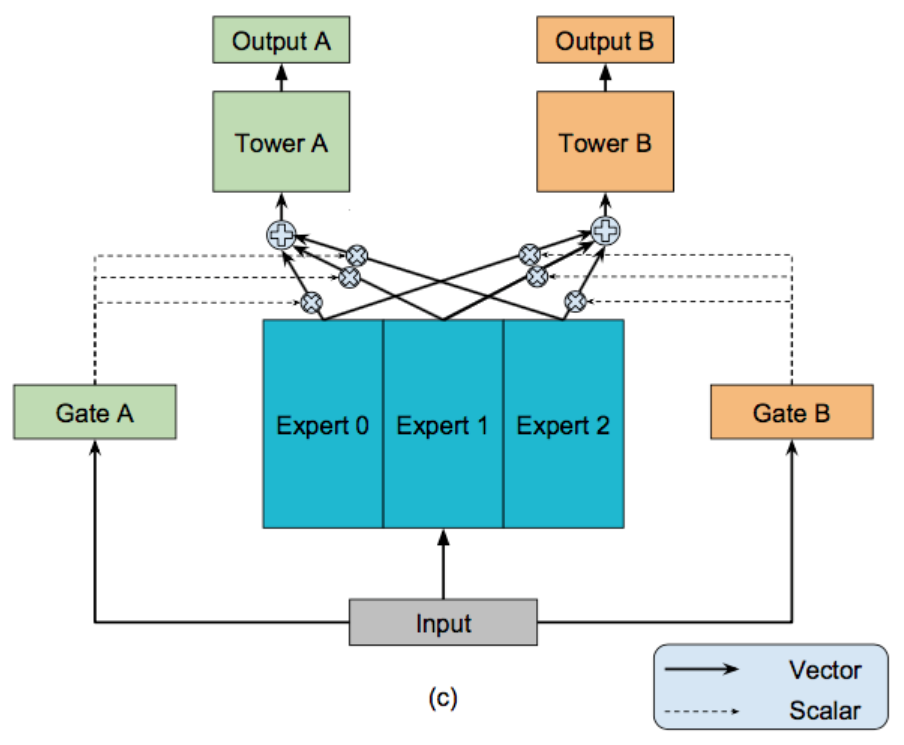 Output A
Output B
Tower A
Tower B
Gate A
Expert 0
Expert 1
Expert 2
Gate B
Input
Vector
(c)
Scalar